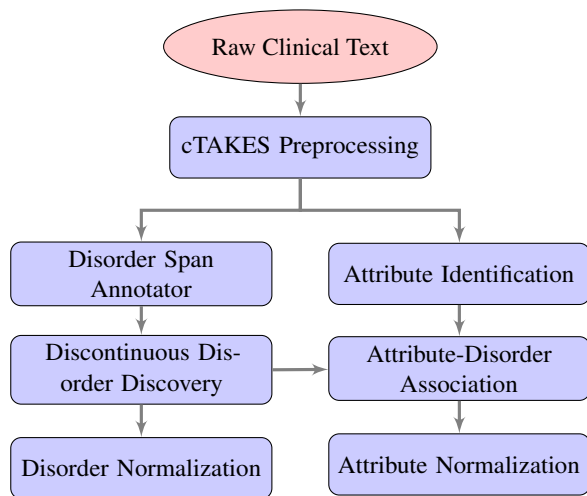 Raw Clinical Text
cTAKES Preprocessing
Disorder Span
Annotator
Attribute Identification
Discontinuous Dis-
order Discovery
Attribute-Disorder
Association
Disorder Normalization
Attribute Normalization